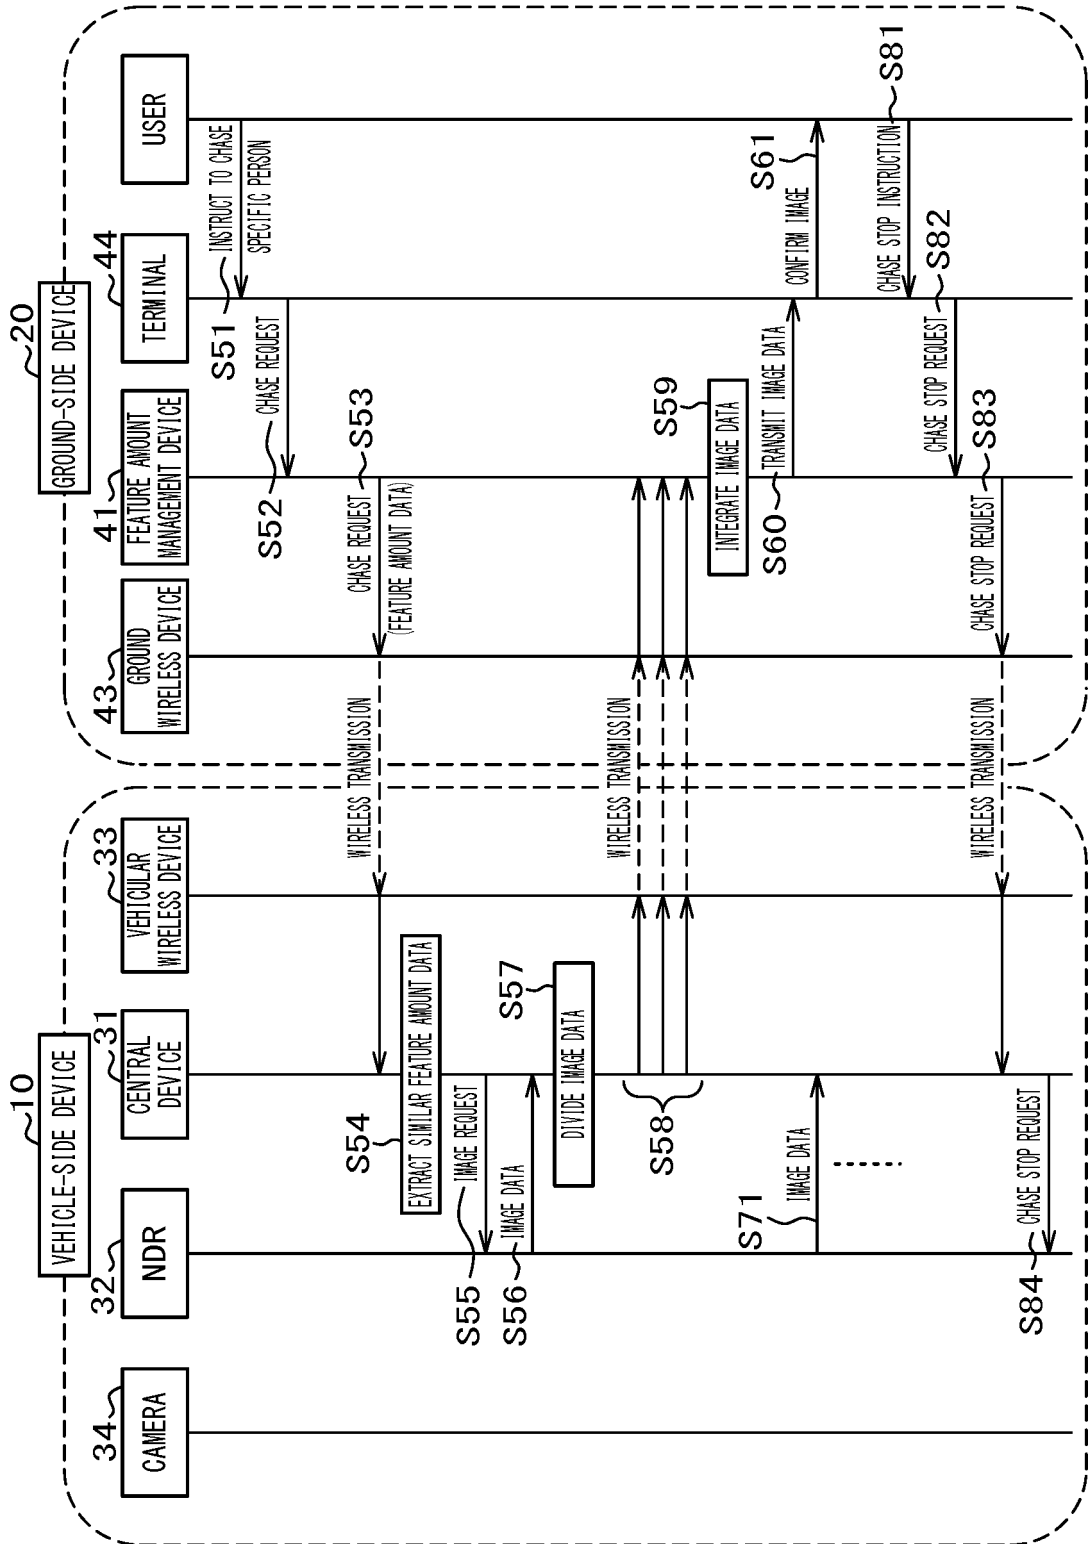 10
VEHICLE-SIDE DEVICE
20
GROUND-SIDE DEVICE
34
CAMERA
32
NDR
31
CENTRAL
DEVICE
33
VEHICULAR
WIRELESS DEVICE
43
GROUND
WIRELESS DEVICE
41
FEATURE AMOUNT
MANAGEMENT DEVICE
44
TERMINAL
USER
S51
INSTRUCT TO CHASE
SPECIFIC PERSON
S52
CHASE REQUEST
WIRELESS TRANSMISSION
CHASE REQUEST
S53
(FEATURE AMOUNT DATA)
S54
EXTRACT SIMILAR FEATURE AMOUNT DATA
S55
IMAGE REQUEST
S56
IMAGE DATA
S57
DIVIDE IMAGE DATA
S58
WIRELESS TRANSMISSION
S59
INTEGRATE IMAGE DATA
S60
TRANSMIT IMAGE DATA
S71
IMAGE DATA
CONFIRM IMAGE
S61
CHASE STOP INSTRUCTION
S81
CHASE STOP REQUEST
S82
WIRELESS TRANSMISSION
CHASE STOP REQUEST
S83
S84
CHASE STOP REQUEST